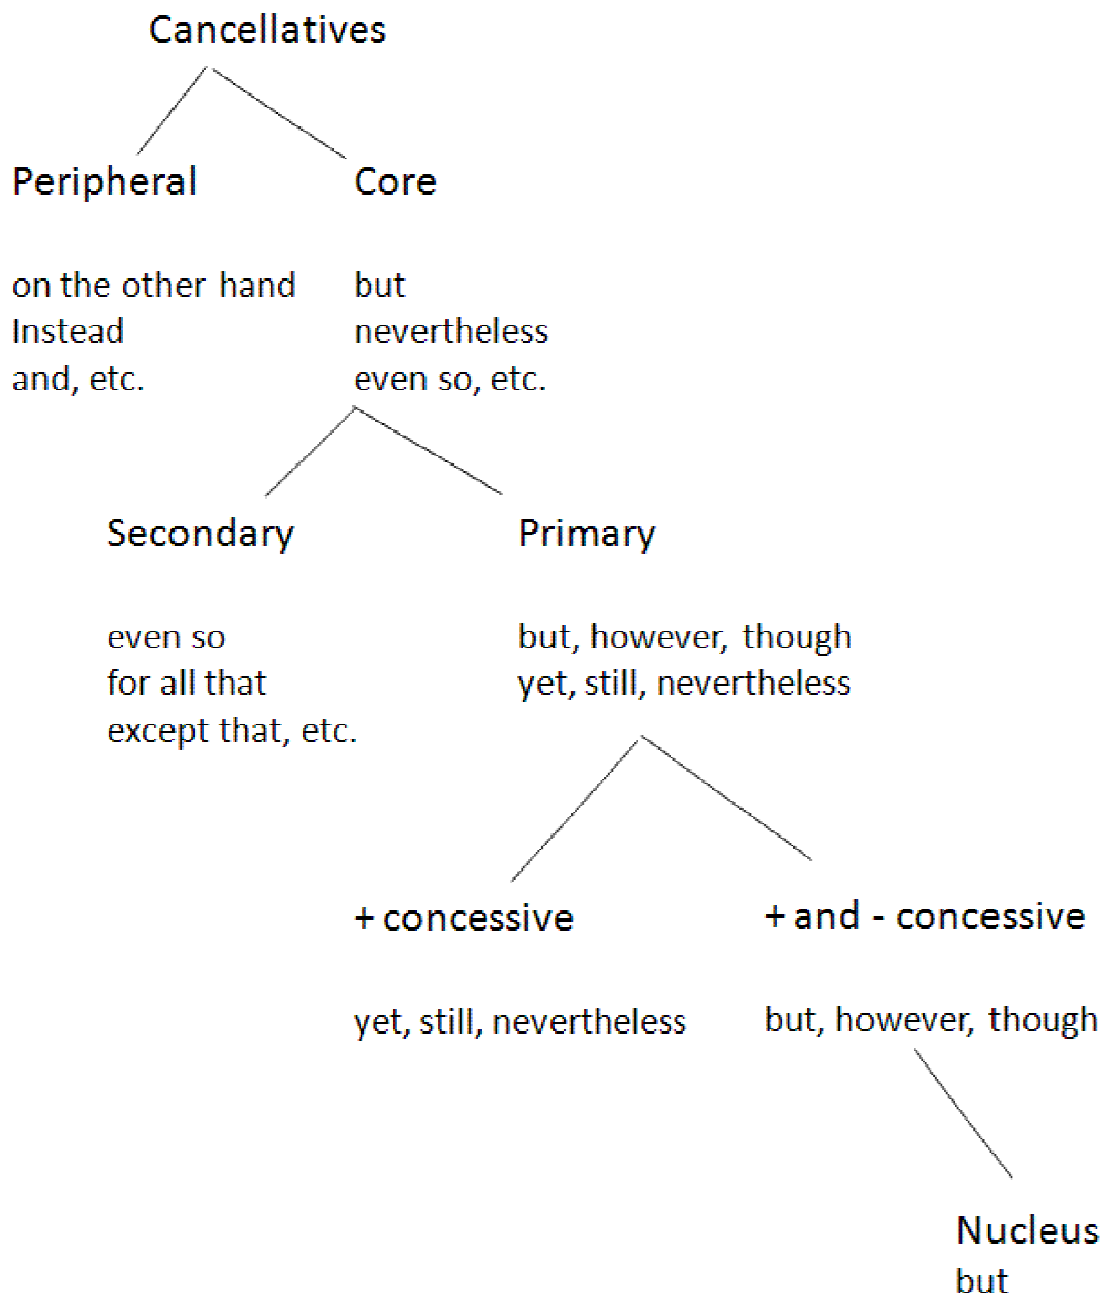 Cancellatives
Peripheral
Core
on the other hand
Instead
and, etc.
but
nevertheless
even so, etc.
Secondary
Primary
even so
for all that
except that, etc.
but, however, though
yet, still, nevertheless
+ concessive
+ and - concessive
yet, still, nevertheless
but, however, though
Nucleus
but